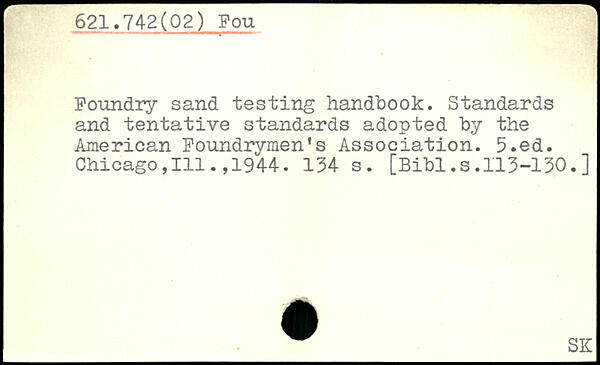 621.742(02) Fou
Foundry sand testing handbook. Standards
and tentative standards adopted by the
American Foundrymen's Association. 5.ed.
Chicago,Ill.,1944. 134 s. [Bibl.s.113-130.]
SK